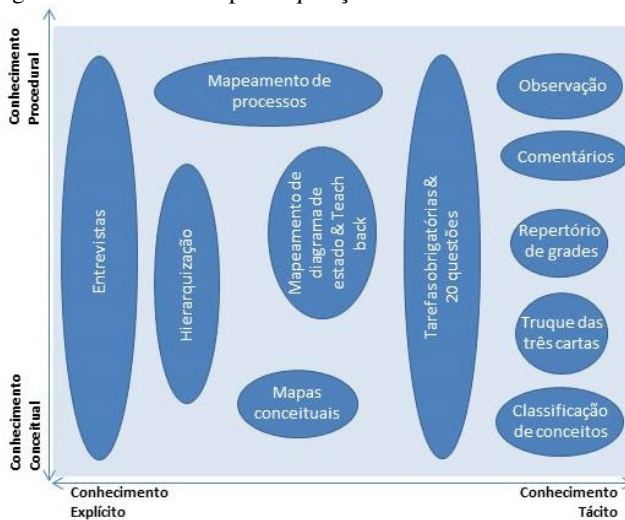 Conhecimento
Procedural
Mapeamento de
processos
Observação
Comentários
Entrevistas
Hierarquização
Mapeamento de
diagrama de
estado & Teach
back
Tarefas obrigatórias &
20 questões
Repertório
de grades
Truque das
três cartas
Mapas
conceituais
Classificação
de conceitos
Conhecimento
Conceitual
Conhecimento
Explícito
Conhecimento
Tácito